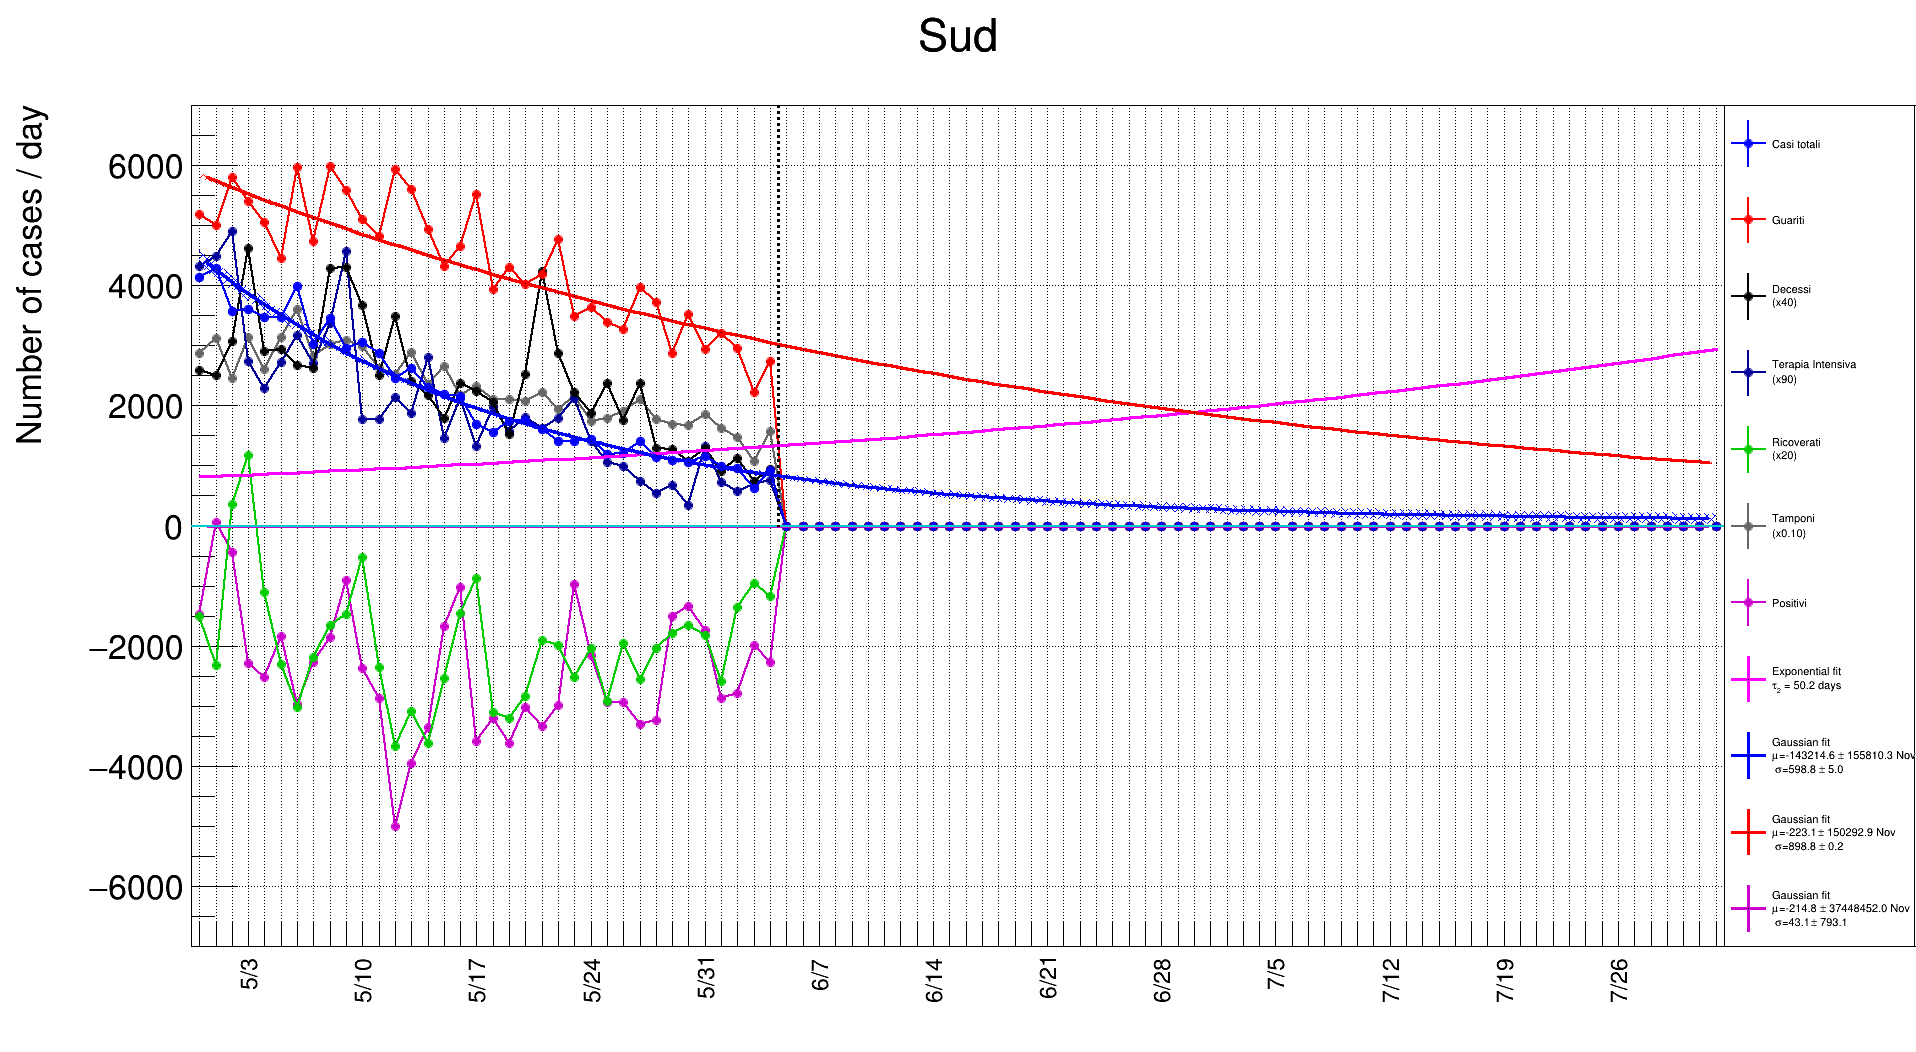 Sud
Number of cases / day
6000
4000
2000
0
−2000
−4000
−6000
5/3
5/10
5/17
5/24
5/31
6/7
6/14
6/21
6/28
7/5
7/12
7/19
7/26
Casi totali
Guariti
Decessi
(x40)
Terapia Intensiva
(x90)
Ricoverati
(x20)
Tamponi
(x0.10)
Positivi
Exponential fit
τ₂ = 50.2 days
Gaussian fit
μ=-143214.6 ± 155810.3 Nov
σ=598.8 ± 5.0
Gaussian fit
μ=-223.1 ± 150292.9 Nov
σ=898.8 ± 0.2
Gaussian fit
μ=-214.8 ± 37448452.0 Nov
σ=43.1 ± 793.1